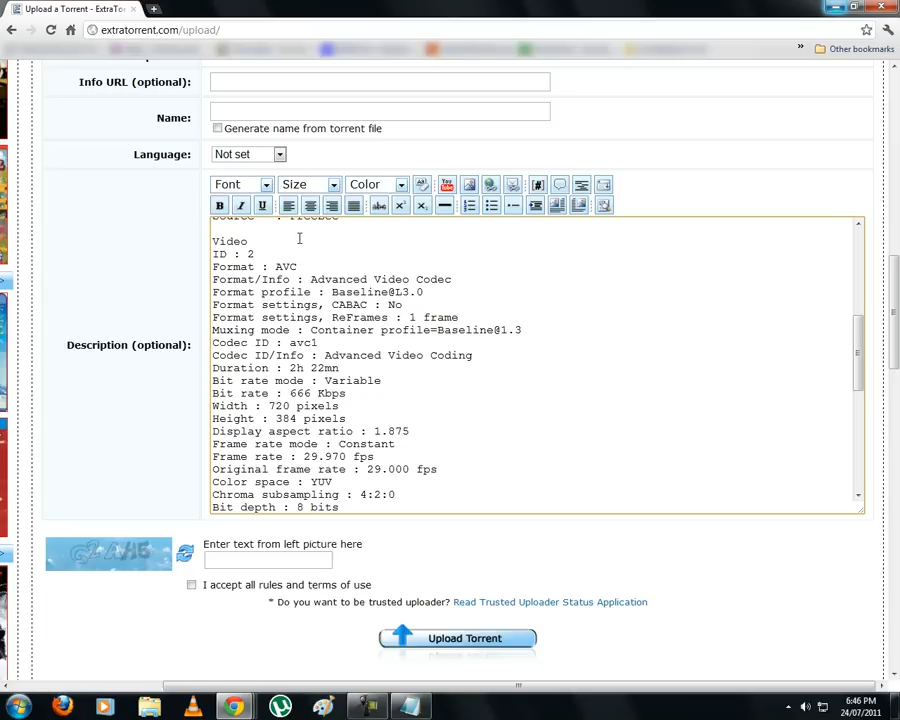 Upload a Torrent - ExtraTor
extratorrent.com/upload/
» Other bookmarks
Info URL (optional):
Name:
Generate name from torrent file
Language: Not set
Font Size Color
You Tube [#]
B I U abc
Video
ID : 2
Format : AVC
Format/Info : Advanced Video Codec
Format profile : Baseline@L3.0
Format settings, CABAC : No
Format settings, ReFrames : 1 frame
Muxing mode : Container profile=Baseline@1.3
Codec ID : avc1
Codec ID/Info : Advanced Video Coding
Description (optional):
Duration : 2h 22mn
Bit rate mode : Variable
Bit rate : 666 Kbps
Width : 720 pixels
Height : 384 pixels
Display aspect ratio : 1.875
Frame rate mode : Constant
Frame rate : 29.970 fps
Original frame rate : 29.000 fps
Color space : YUV
Chroma subsampling : 4:2:0
Bit depth : 8 bits
Enter text from left picture here
I accept all rules and terms of use
* Do you want to be trusted uploader? Read Trusted Uploader Status Application
Upload Torrent
6:46 PM
24/07/2011